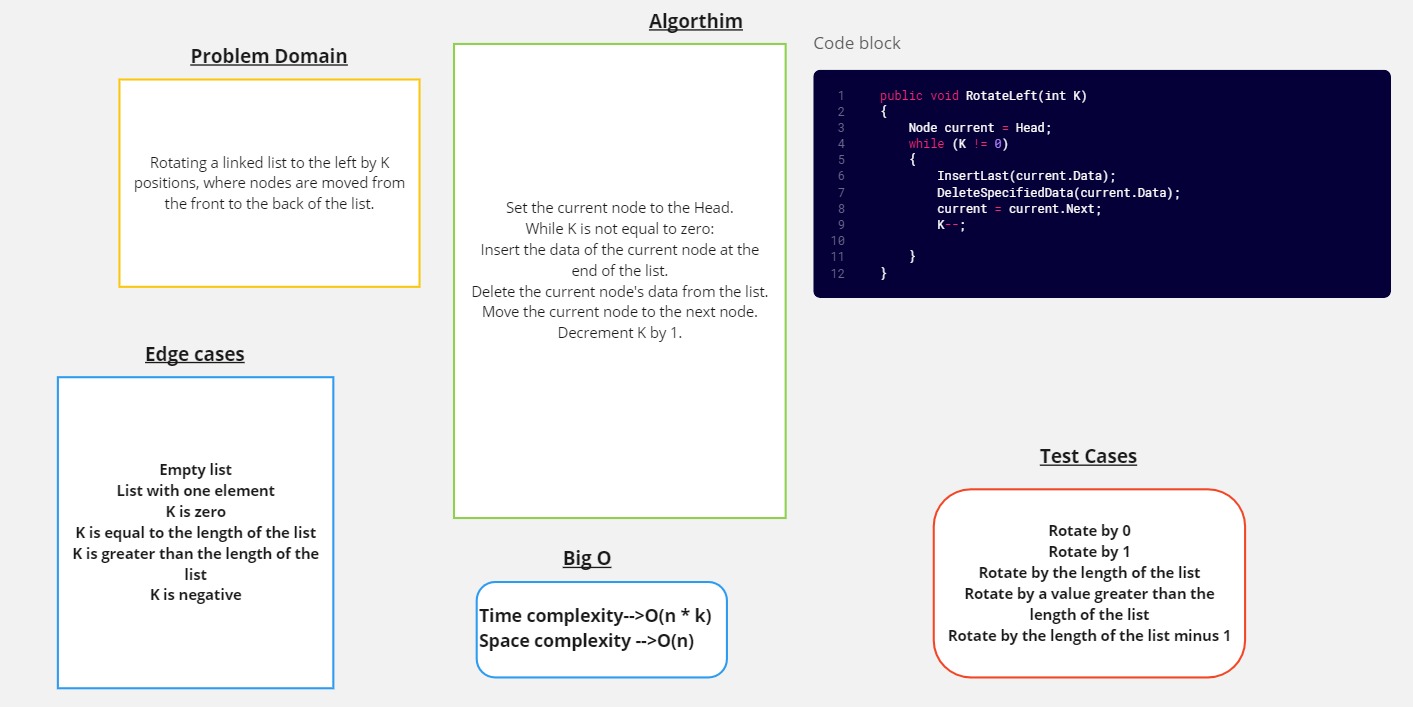 Problem Domain
Rotating a linked list to the left by K
positions, where nodes are moved from
the front to the back of the list.
Edge cases
Empty list
List with one element
K is zero
K is equal to the length of the list
K is greater than the length of the
list
K is negative
Algorthim
Set the current node to the Head.
While K is not equal to zero:
Insert the data of the current node at the
end of the list.
Delete the current node's data from the list.
Move the current node to the next node.
Decrement K by 1.
Big O
Time complexity-->O(n * k)
Space complexity -->O(n)
Code block
1 public void RotateLeft(int K)
2 {
3 Node current = Head;
4 while (K != 0)
5 {
6 InsertLast(current.Data);
7 DeleteSpecifiedData(current.Data);
8 current = current.Next;
9 K--;
10
11 }
12 }
Test Cases
Rotate by 0
Rotate by 1
Rotate by the length of the list
Rotate by a value greater than the
length of the list
Rotate by the length of the list minus 1